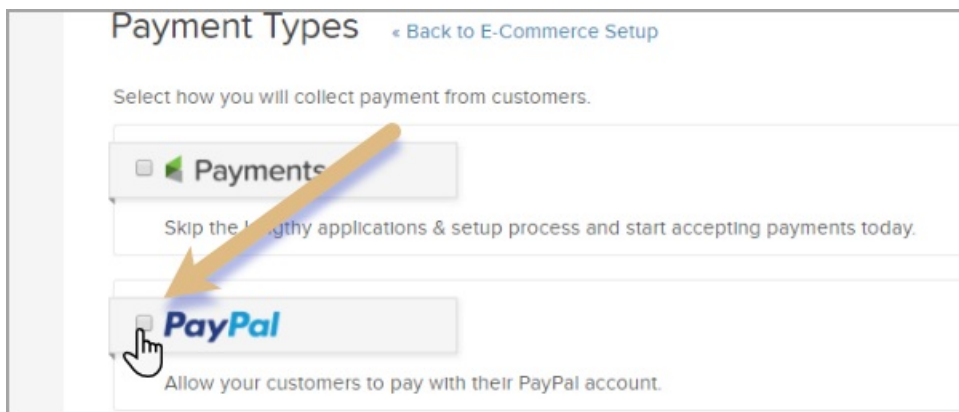 Payment Types « Back to E-Commerce Setup
Select how you will collect payment from customers.
Payments
Skip the lengthy applications & setup process and start accepting payments today.
PayPal
Allow your customers to pay with their PayPal account.